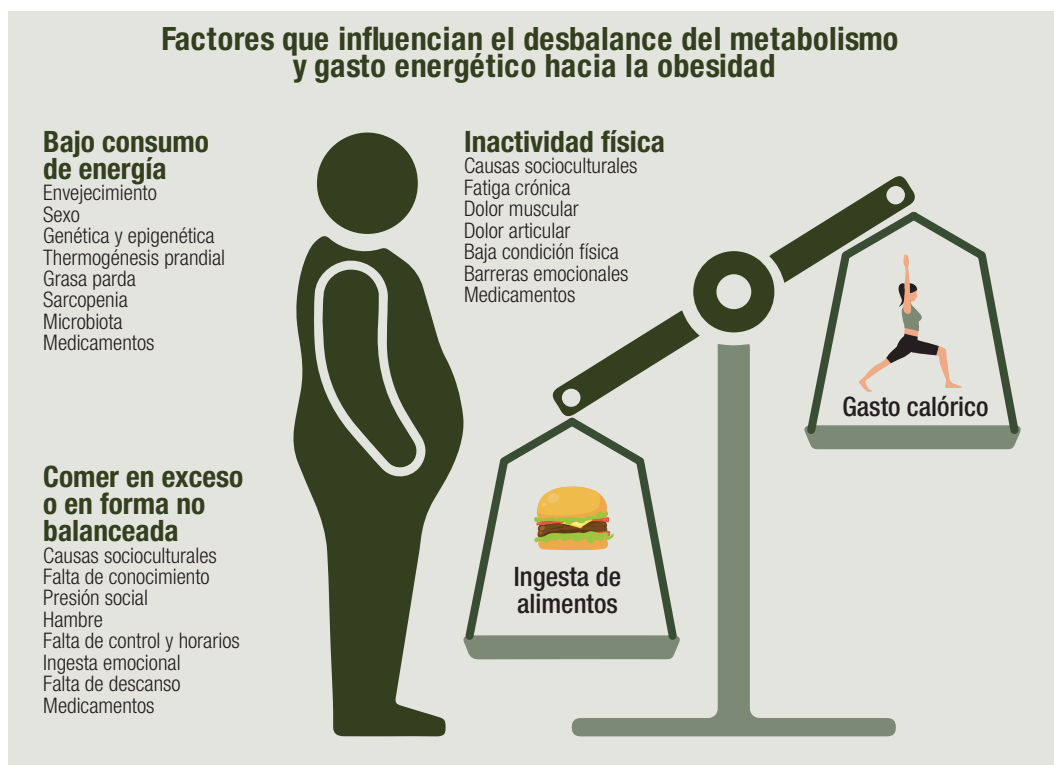 Factores que influencian el desbalance del metabolismo
y gasto energético hacia la obesidad
Bajo consumo
de energía
Envejecimiento
Sexo
Genética y epigenética
Thermogénesis prandial
Grasa parda
Sarcopenia
Microbiota
Medicamentos
Comer en exceso
o en forma no
balanceada
Causas socioculturales
Falta de conocimiento
Presión social
Hambre
Falta de control y horarios
Ingesta emocional
Falta de descanso
Medicamentos
Inactividad física
Causas socioculturales
Fatiga crónica
Dolor muscular
Dolor articular
Baja condición física
Barreras emocionales
Medicamentos
Gasto calórico
Ingesta de
alimentos